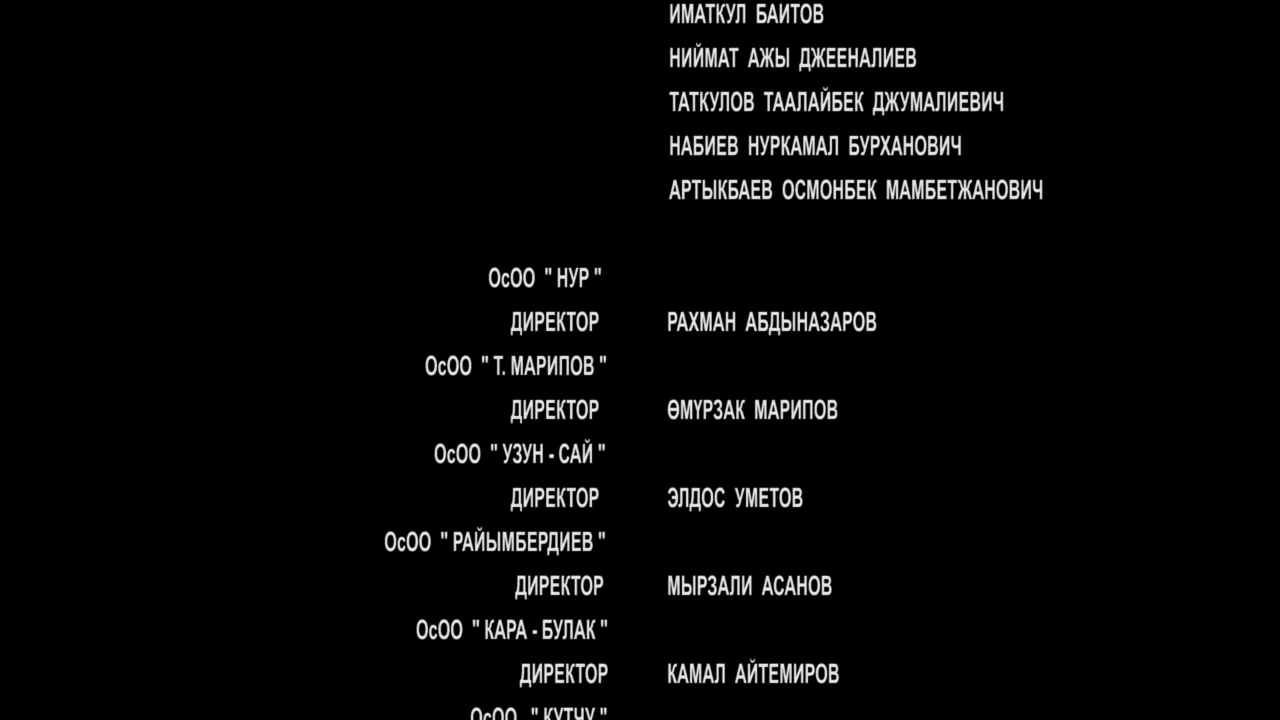 ИМАТКУЛ БАИТОВ
НИЙМАТ АЖЫ ДЖЕЕНАЛИЕВ
ТАТКУЛОВ ТААЛАЙБЕК ДЖУМАЛИЕВИЧ
НАБИЕВ НУРКАМАЛ БУРХАНОВИЧ
АРТЫКБАЕВ ОСМОНБЕК МАМБЕТЖАНОВИЧ
ОсОО " НУР "
ДИРЕКТОР РАХМАН АБДЫНАЗАРОВ
ОсОО " Т. МАРИПОВ "
ДИРЕКТОР ӨМҮРЗАК МАРИПОВ
ОсОО " УЗУН - САЙ "
ДИРЕКТОР ЭЛДОС УМЕТОВ
ОсОО " РАЙЫМБЕРДИЕВ "
ДИРЕКТОР МЫРЗАЛИ АСАНОВ
ОсОО " КАРА - БУЛАК "
ДИРЕКТОР КАМАЛ АЙТЕМИРОВ
ОсОО "